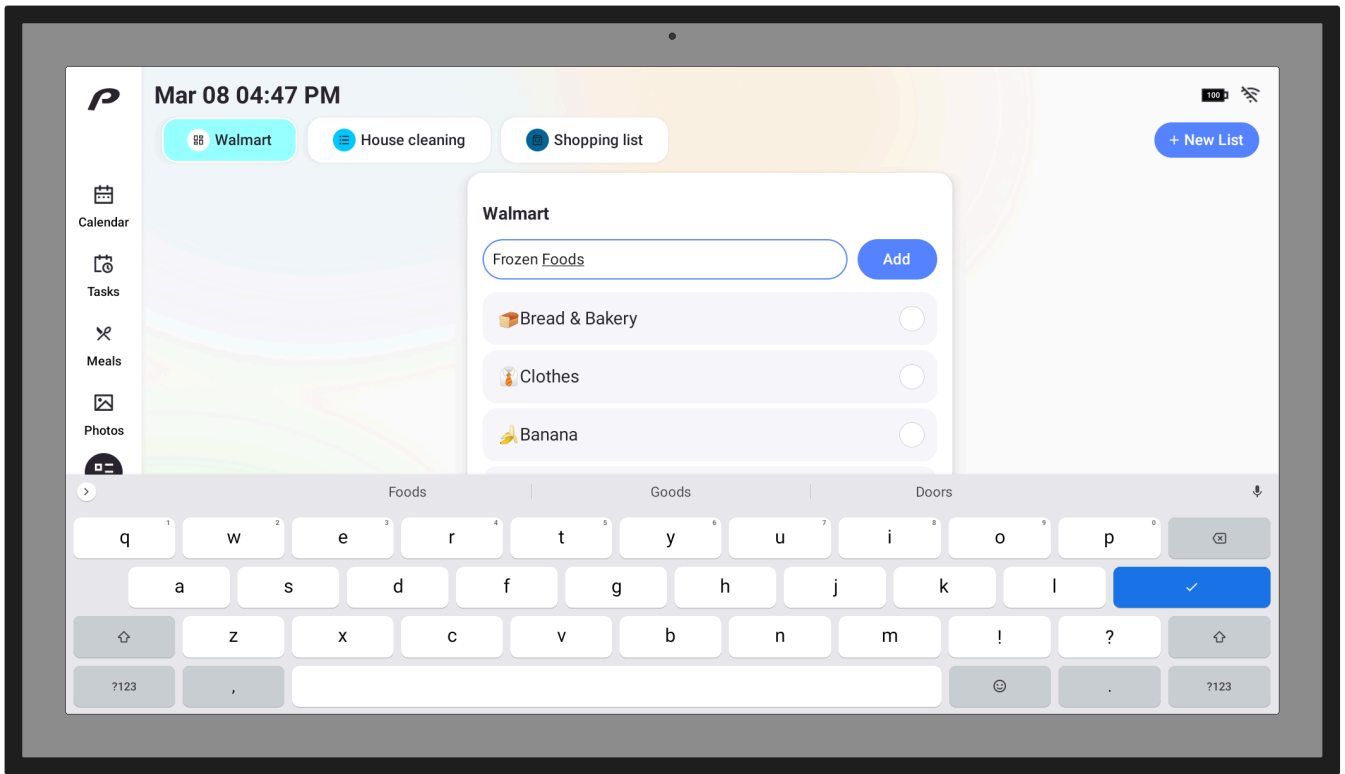 Mar 08 04:47 PM
100
Walmart
House cleaning
Shopping list
+ New List
Calendar
Tasks
Meals
Photos
Walmart
Frozen Foods
Add
Bread & Bakery
Clothes
Banana
Foods
Goods
Doors
q 1 w 2 e 3 r 4 t 5 y 6 u 7 i 8 o 9 p 0
a s d f g h j k l
z x c v b n m ! ?
?123 , . ?123